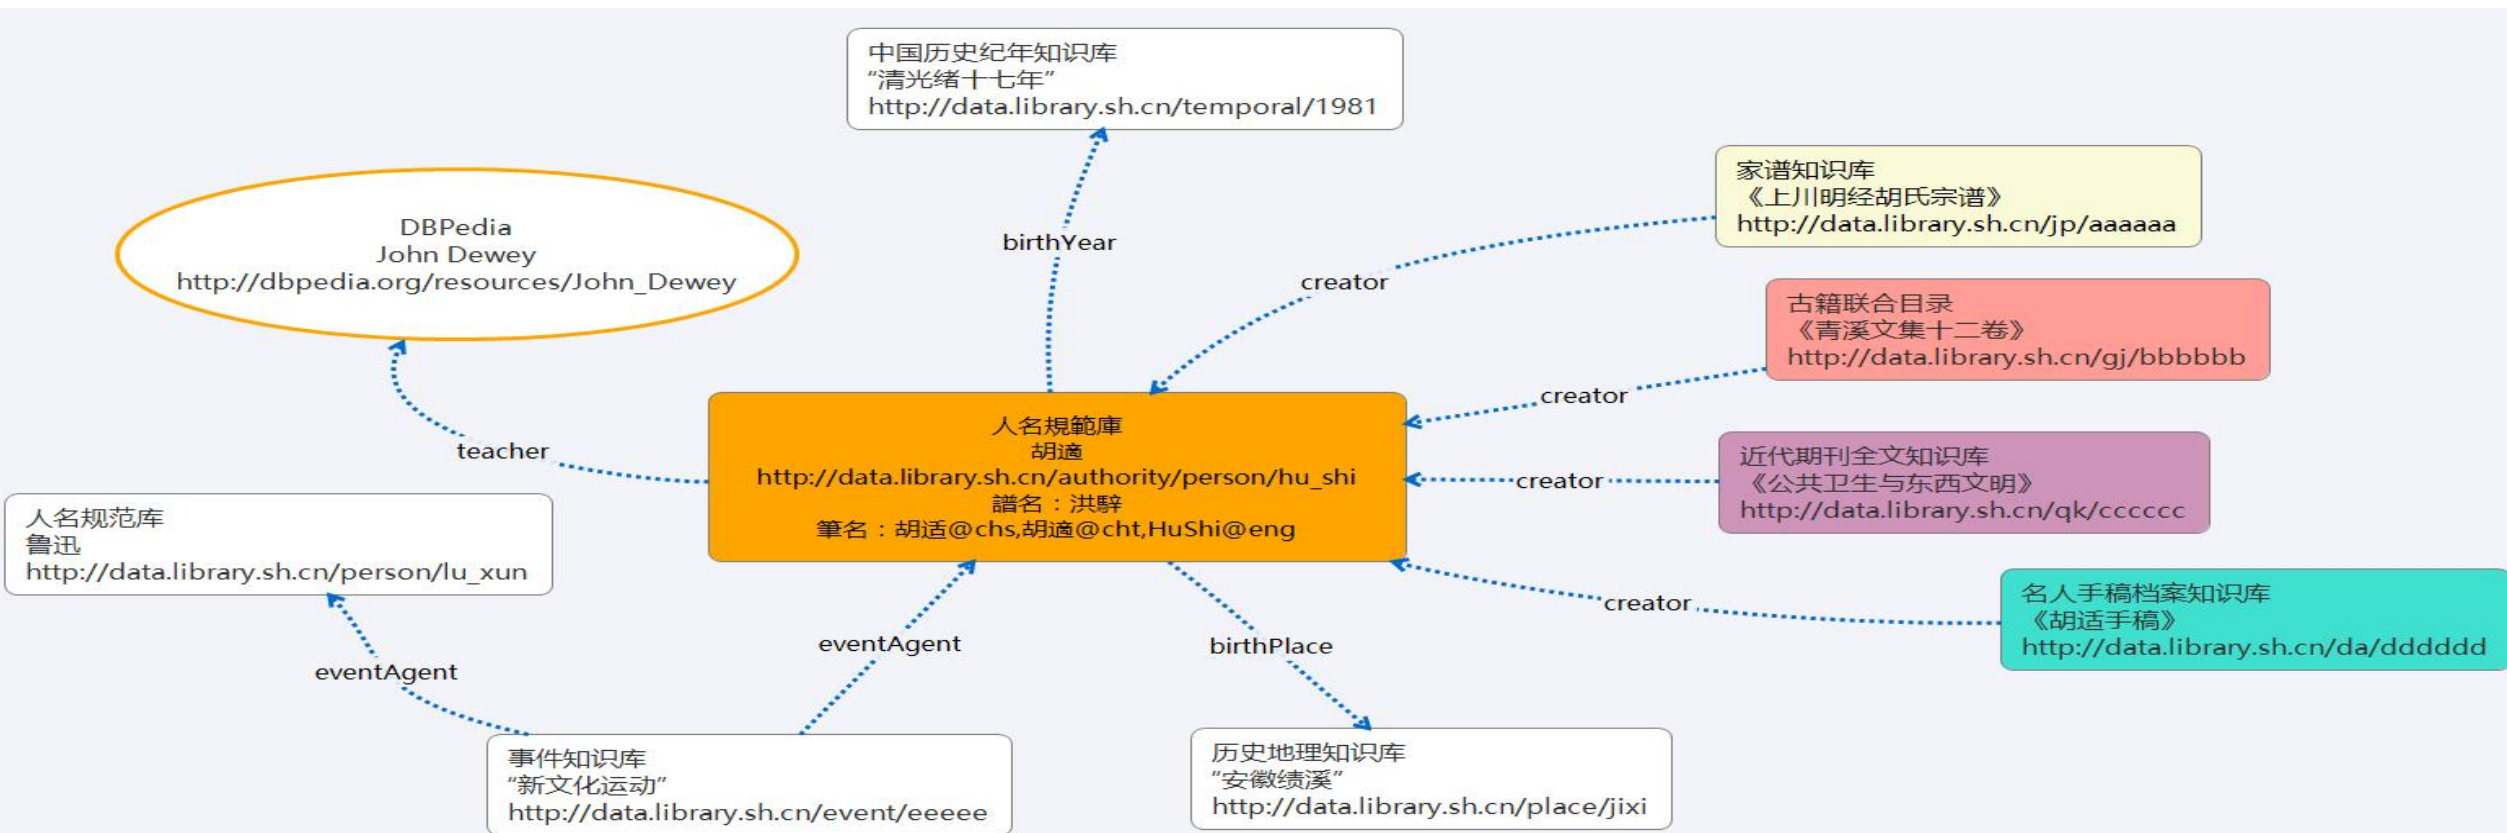 中国历史纪年知识库
“清光绪十七年”
http://data.library.sh.cn/temporal/1981
DBPedia
John Dewey
http://dbpedia.org/resources/John_Dewey
birthYear
家谱知识库
《上川明经胡氏宗谱》
http://data.library.sh.cn/jp/aaaaaa
creator
古籍联合目录
《青溪文集十二卷》
http://data.library.sh.cn/gj/bbbbbb
creator
teacher
人名規範庫
胡適
http://data.library.sh.cn/authority/person/hu_shi
譜名：洪騂
筆名：胡适@chs,胡適@cht,HuShi@eng
creator
近代期刊全文知识库
《公共卫生与东西文明》
http://data.library.sh.cn/qk/cccccc
人名规范库
鲁迅
http://data.library.sh.cn/person/lu_xun
creator
名人手稿档案知识库
《胡适手稿》
http://data.library.sh.cn/da/dddddd
eventAgent
eventAgent
birthPlace
事件知识库
“新文化运动”
http://data.library.sh.cn/event/eeeee
历史地理知识库
“安徽绩溪”
http://data.library.sh.cn/place/jixi